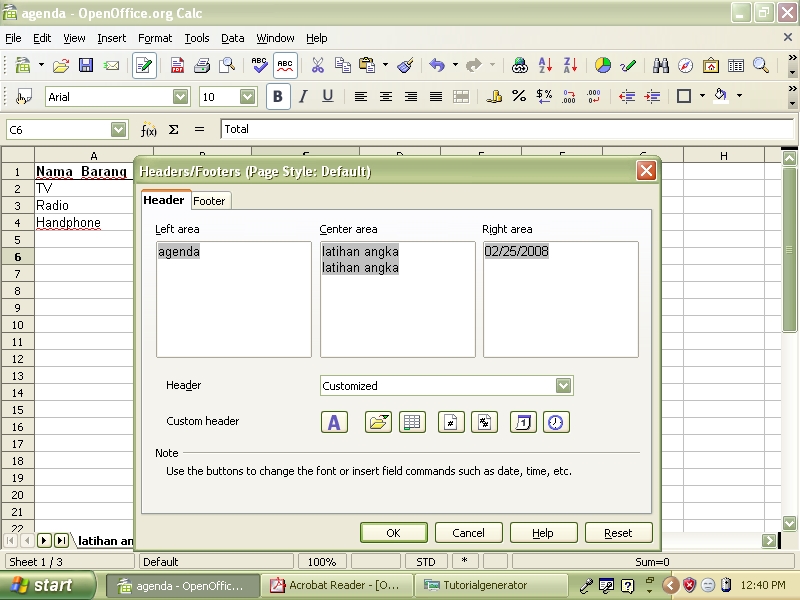 agenda - OpenOffice.org Calc
File Edit View Insert Format Tools Data Window Help
Arial 10 B I U
C6 f(x) Σ = Total
A H
1 Nama Barang
2 TV
3 Radio
4 Handphone
5
6
7
8
9
10
11
12
13
14
15
16
17
18
19
20
21
22
Headers/Footers (Page Style: Default)
Header Footer
Left area Center area Right area
agenda latihan angka 02/25/2008
latihan angka
Header Customized
Custom header
Note
Use the buttons to change the font or insert field commands such as date, time, etc.
OK Cancel Help Reset
latihan an
Sheet 1 / 3 Default 100% STD * Sum=0
start agenda - OpenOffic... Acrobat Reader - [O... Tutorialgenerator 12:40 PM